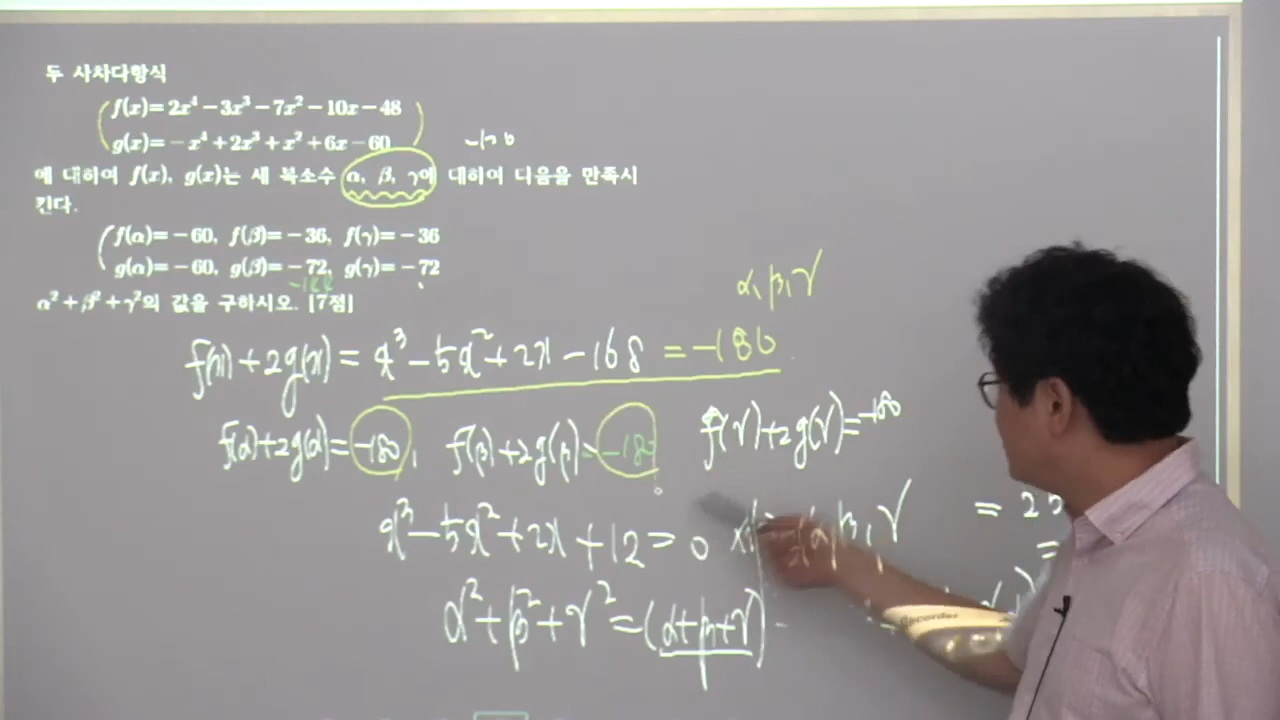 두 사차다항식
f(x)=2x⁴-3x³-7x²-10x-48
g(x)=-x⁴+2x³+x²+6x-60
에 대하여 f(x), g(x)는 세 복소수 α, β, γ에 대하여 다음을 만족시
킨다.
f(α)=-60, f(β)=-36, f(γ)=-36
g(α)=-60, g(β)=-72, g(γ)=-72
-144
α²+β²+γ²의 값을 구하시오. [7점]
α, β, γ
f(x)+2g(x)=x³-5x²+2x-168=-180
f(α)+2g(α)=-180, f(β)+2g(β)=-180 f(γ)+2g(γ)=-180
x³-5x²+2x+12=0 α, β, γ
= 25
=
α²+β²+γ²=(α+β+γ) -